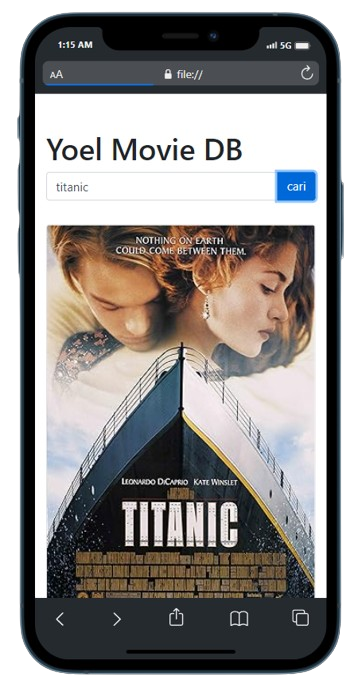 1:15 AM
5G
AA
file://
Yoel Movie DB
titanic
cari
NOTHING ON EARTH
COULD COME BETWEEN THEM.
LEONARDO DiCAPRIO KATE WINSLET
TITANIC